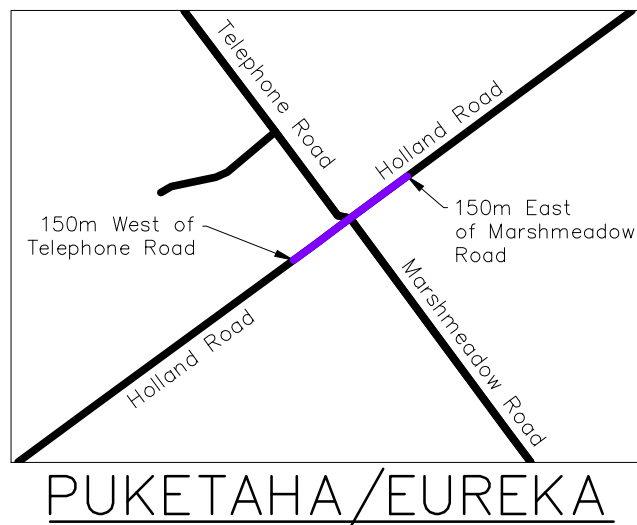 Telephone Road
Holland Road
150m West of
Telephone Road
150m East
of Marshmeadow
Road
Holland Road
Marshmeadow Road
PUKETAHA/EUREKA